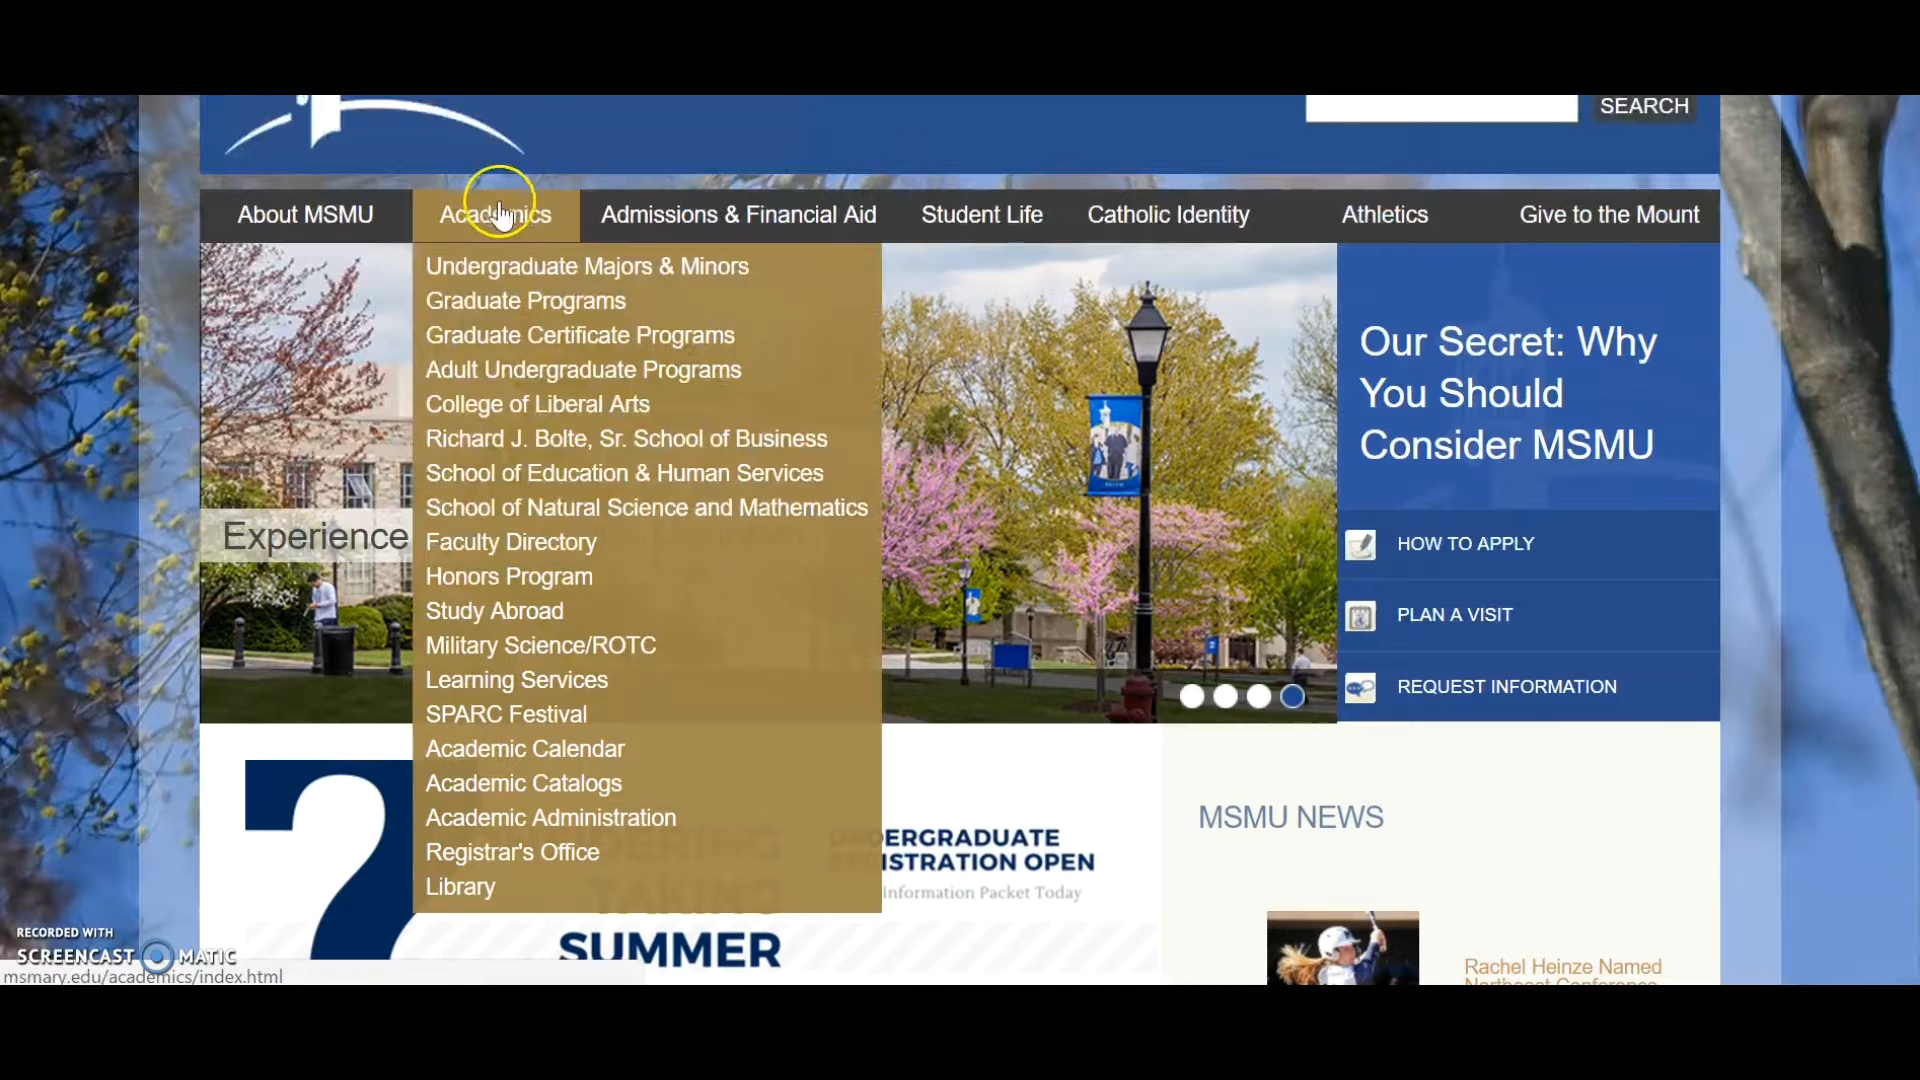 SEARCH
About MSMU Academics Admissions & Financial Aid Student Life Catholic Identity Athletics Give to the Mount
Undergraduate Majors & Minors
Graduate Programs
Graduate Certificate Programs
Adult Undergraduate Programs
College of Liberal Arts
Richard J. Bolte, Sr. School of Business
School of Education & Human Services
School of Natural Science and Mathematics
Faculty Directory
Honors Program
Study Abroad
Military Science/ROTC
Learning Services
SPARC Festival
Academic Calendar
Academic Catalogs
Academic Administration
Registrar's Office
Library
Experience
Our Secret: Why
You Should
Consider MSMU
HOW TO APPLY
PLAN A VISIT
REQUEST INFORMATION
?
TAKING
SUMMER
UNDERGRADUATE
REGISTRATION OPEN
Information Packet Today
MSMU NEWS
Rachel Heinze Named
Northeast Conference
RECORDED WITH
SCREENCAST MATIC
msmary.edu/academics/index.html